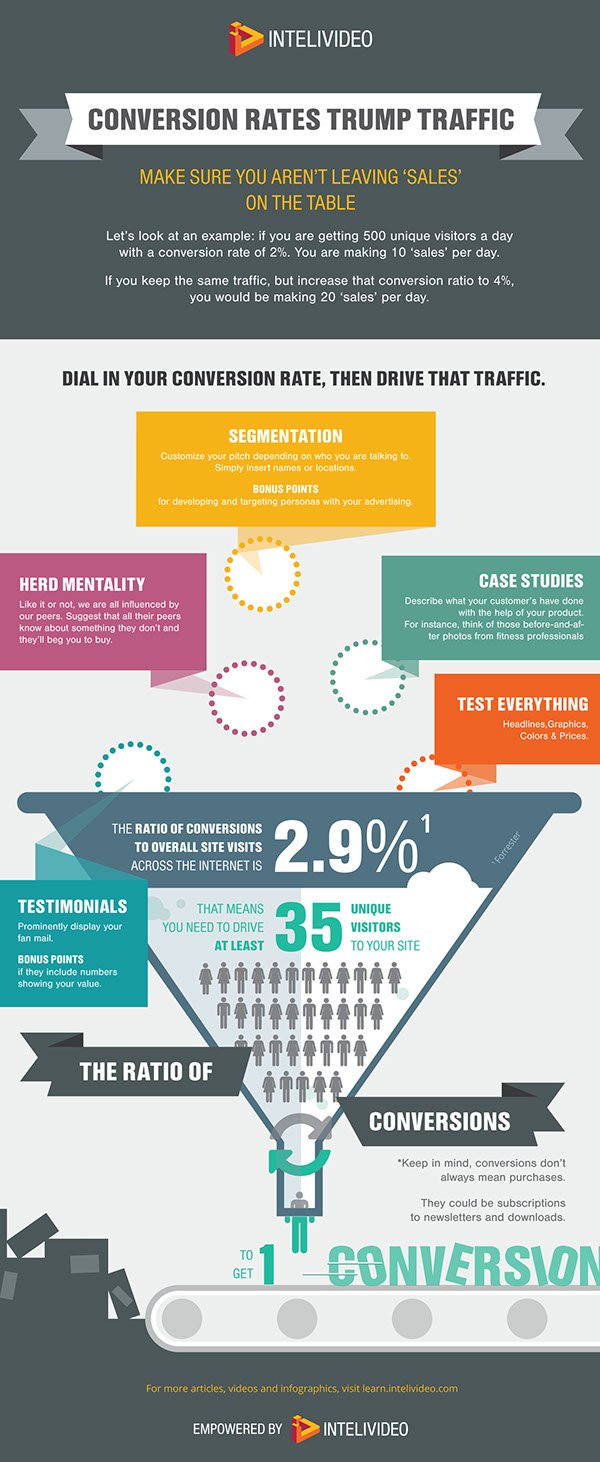 INTELIVIDEO
CONVERSION RATES TRUMP TRAFFIC
MAKE SURE YOU AREN'T LEAVING 'SALES'
ON THE TABLE
Let's look at an example: if you are getting 500 unique visitors a day
with a conversion rate of 2%. You are making 10 'sales' per day.
If you keep the same traffic, but increase that conversion ratio to 4%,
you would be making 20 'sales' per day.
DIAL IN YOUR CONVERSION RATE, THEN DRIVE THAT TRAFFIC.
SEGMENTATION
Customize your pitch depending on who you are talking to.
Simply insert names or locations.
BONUS POINTS
for developing and targeting personas with your advertising.
HERD MENTALITY
Like it or not, we are all influenced by
our peers. Suggest that all their peers
know about something they don't and
they'll beg you to buy.
CASE STUDIES
Describe what your customer's have done
with the help of your product.
For instance, think of those before-and-af-
ter photos from fitness professionals
TEST EVERYTHING
Headlines,Graphics,
Colors & Prices.
THE RATIO OF CONVERSIONS
TO OVERALL SITE VISITS
ACROSS THE INTERNET IS
2.9%¹
¹Forrester
TESTIMONIALS
Prominently display your
fan mail.
BONUS POINTS
if they include numbers
showing your value.
THAT MEANS
YOU NEED TO DRIVE
AT LEAST
35
UNIQUE
VISITORS
TO YOUR SITE
THE RATIO OF
CONVERSIONS
*Keep in mind, conversions don't
always mean purchases.
They could be subscriptions
to newsletters and downloads.
TO
GET
1
CONVERSION
For more articles, videos and infographics, visit learn.intelivideo.com
EMPOWERED BY INTELIVIDEO